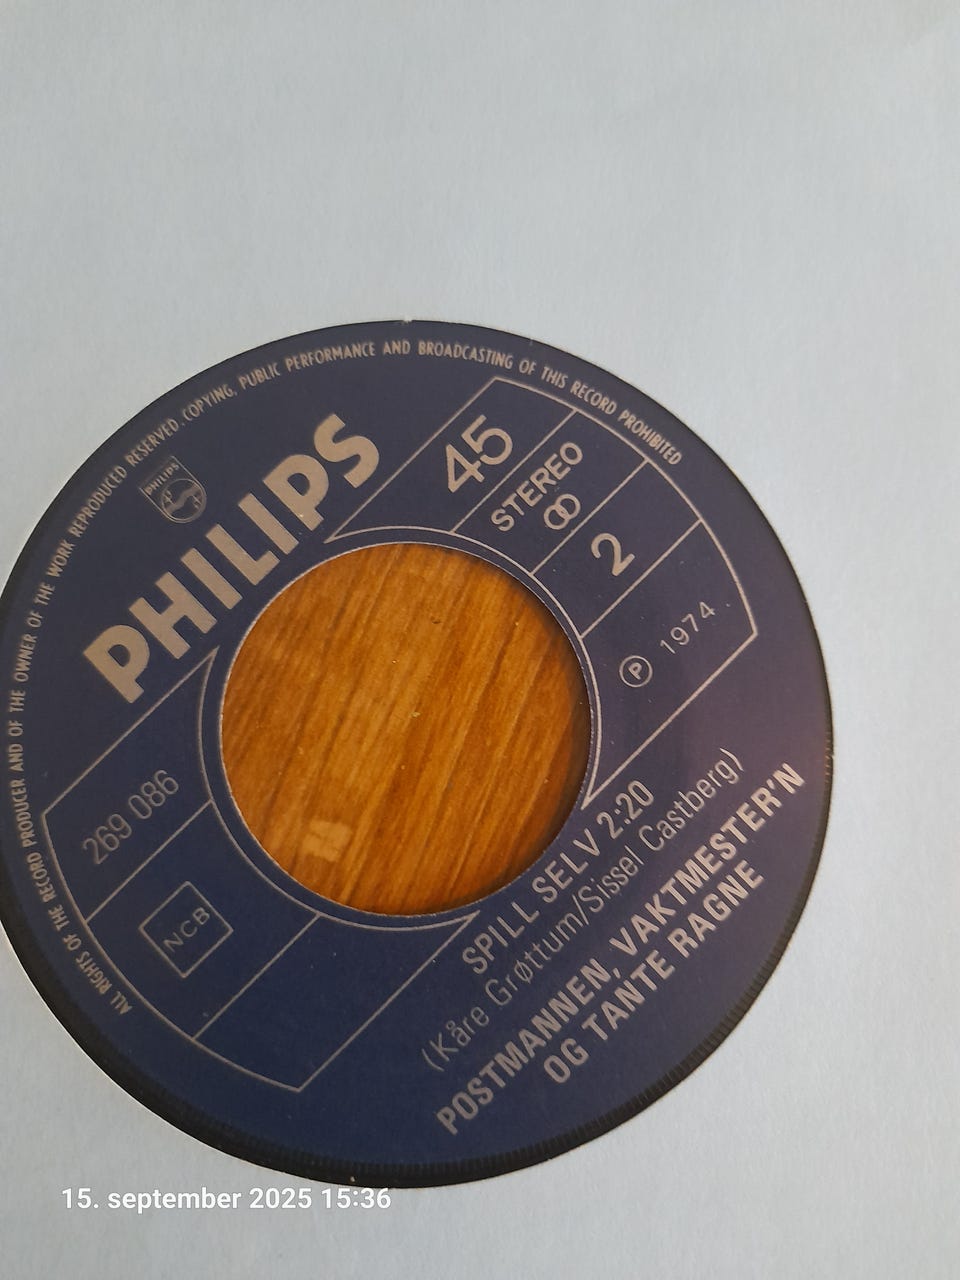 ALL RIGHTS OF THE RECORD PRODUCER AND OF THE OWNER OF THE WORK REPRODUCED RESERVED. COPYING, PUBLIC PERFORMANCE AND BROADCASTING OF THIS RECORD PROHIBITED
PHILIPS
PHILIPS
45
STEREO
2
Ⓟ 1974
269 086
NCB
SPILL SELV 2:20
(Kåre Grøttum/Sissel Castberg)
POSTMANNEN, VAKTMESTER'N
OG TANTE RAGNE
15. september 2025 15:36